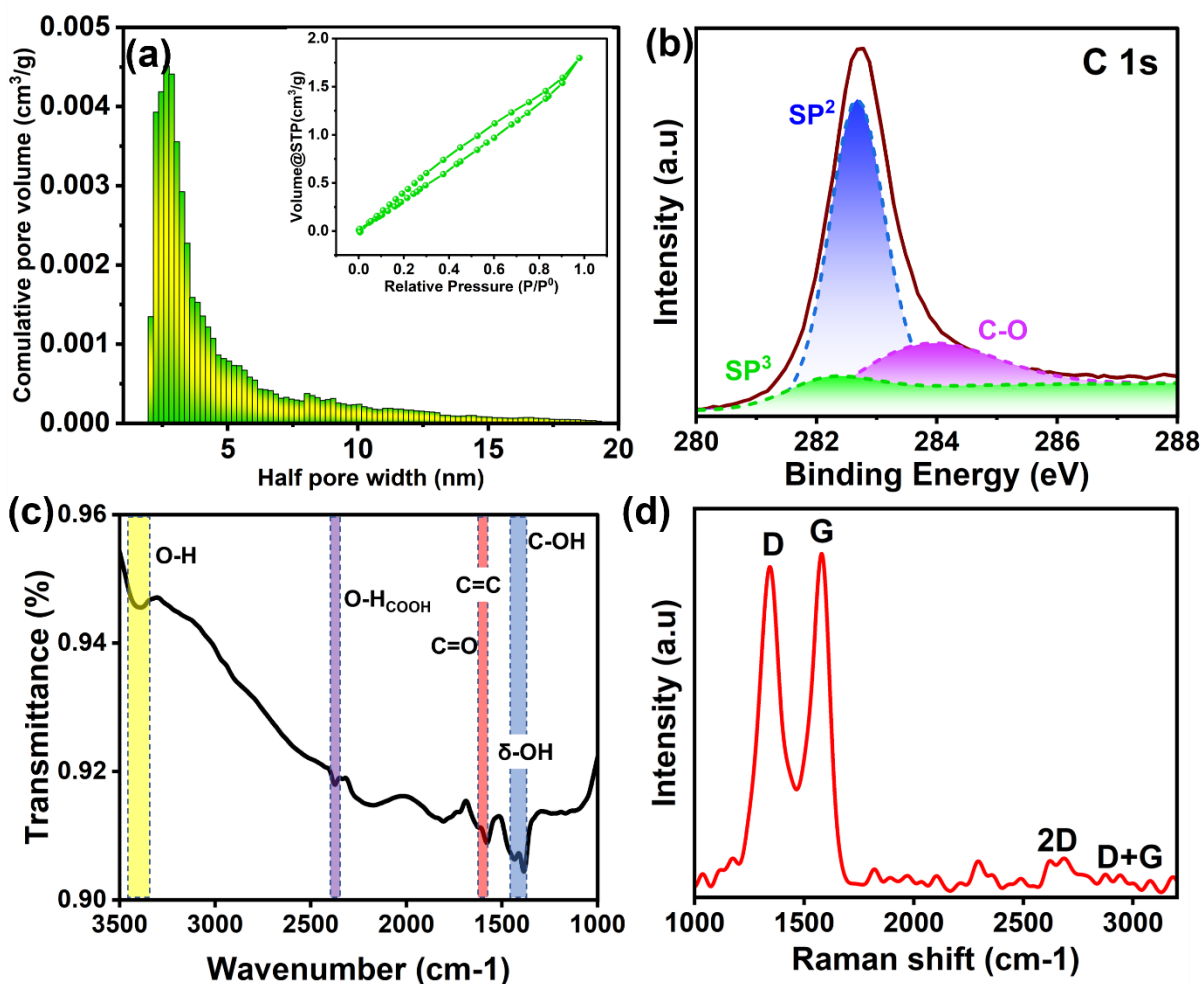 (a)
0.005
0.004
0.003
0.002
0.001
0.000
Comulative pore volume (cm³/g)
5
10
15
20
Half pore width (nm)
2.0
1.5
1.0
0.5
0.0
Volume@STP(cm³/g)
0.0
0.2
0.4
0.6
0.8
1.0
Relative Pressure (P/P⁰)
(b)
C 1s
SP²
C-O
SP³
Intensity (a.u)
280
282
284
286
288
Binding Energy (eV)
(c)
0.96
0.94
0.92
0.90
Transmittance (%)
O-H
O-H_COOH
C=C
C=O
C-OH
δ-OH
3500
3000
2500
2000
1500
1000
Wavenumber (cm-1)
(d)
D
G
2D
D+G
Intensity (a.u)
1000
1500
2000
2500
3000
Raman shift (cm-1)